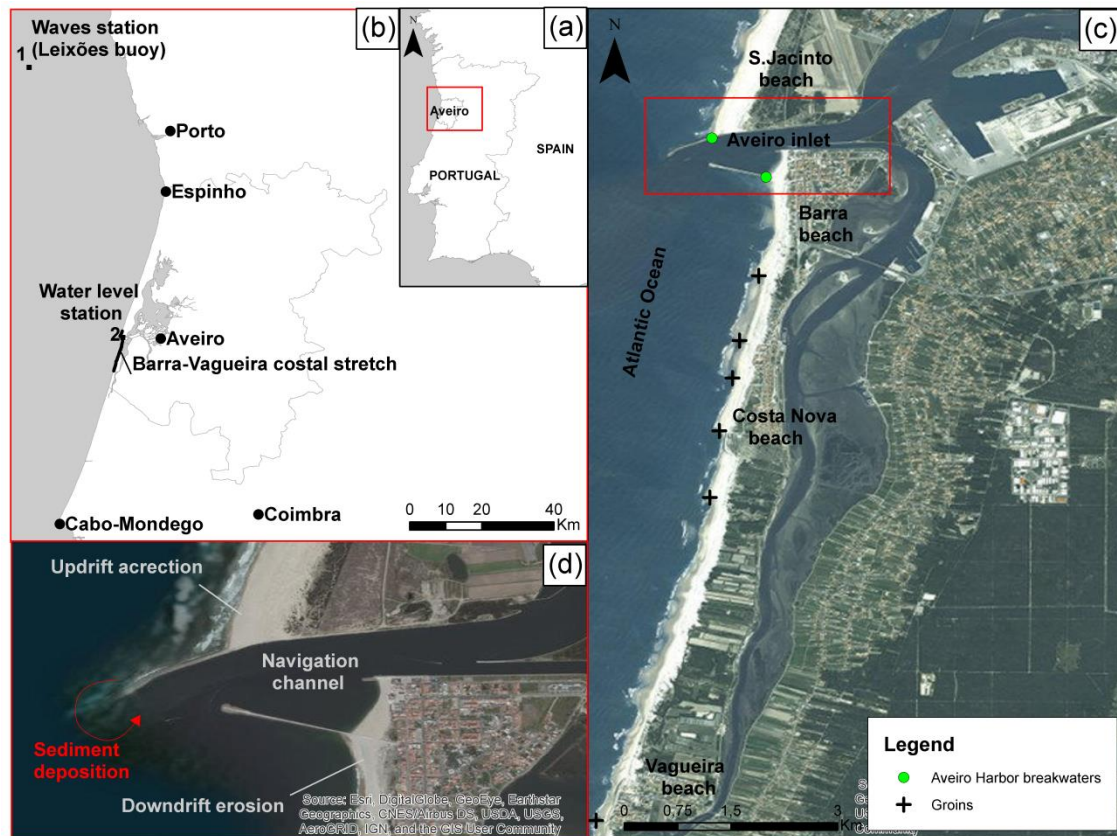 Waves station
(Leixões buoy)
1
Porto
Espinho
Water level
station
2
Aveiro
Barra-Vagueira costal stretch
Cabo-Mondego
Coimbra
0 10 20 40
Km
(b)
N
(a)
Aveiro
SPAIN
PORTUGAL
N
(c)
S.Jacinto
beach
Aveiro inlet
Barra
beach
Atlantic Ocean
Costa Nova
beach
Vagueira
beach
0 0,75 1,5 3
Legend
Aveiro Harbor breakwaters
Groins
(d)
Updrift acrection
Navigation
channel
Sediment
deposition
Downdrift erosion
Source: Esri, DigitalGlobe, GeoEye, Earthstar
Geographics, CNES/Airbus DS, USDA, USGS,
AeroGRID, IGN, and the GIS User Community